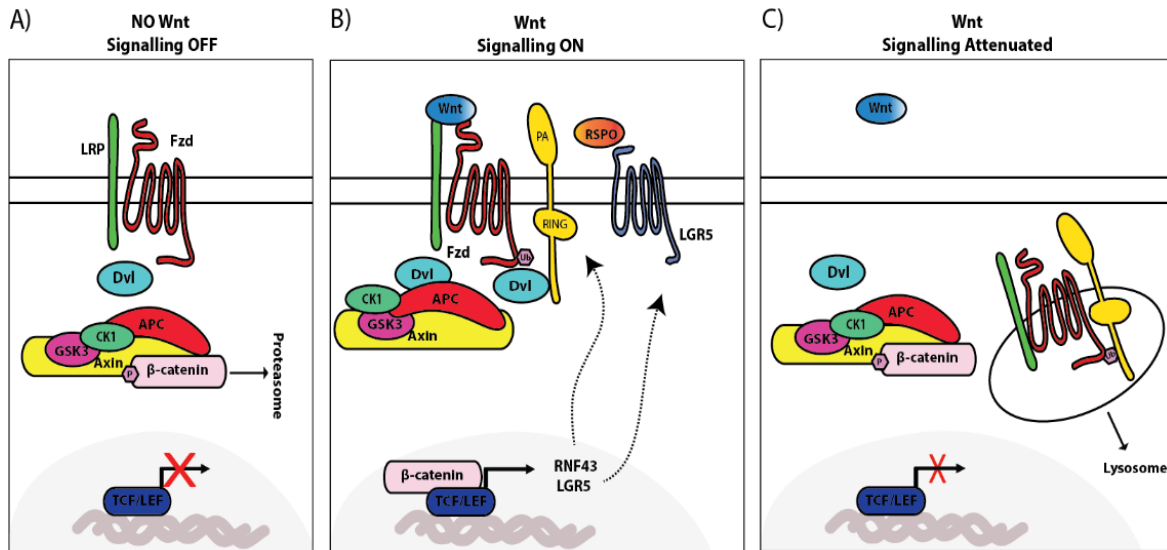 A)
NO Wnt
Signalling OFF
LRP
Fzd
Dvl
APC
CK1
GSK3
Axin
P
β-catenin
Proteasome
TCF/LEF
B)
Wnt
Signalling ON
Wnt
PA
RSPO
RING
LGR5
Fzd
Ub
Dvl
Dvl
CK1
APC
GSK3
Axin
β-catenin
TCF/LEF
RNF43
LGR5
C)
Wnt
Signalling Attenuated
Wnt
Dvl
APC
CK1
GSK3
Axin
P
β-catenin
Ub
Lysosome
TCF/LEF